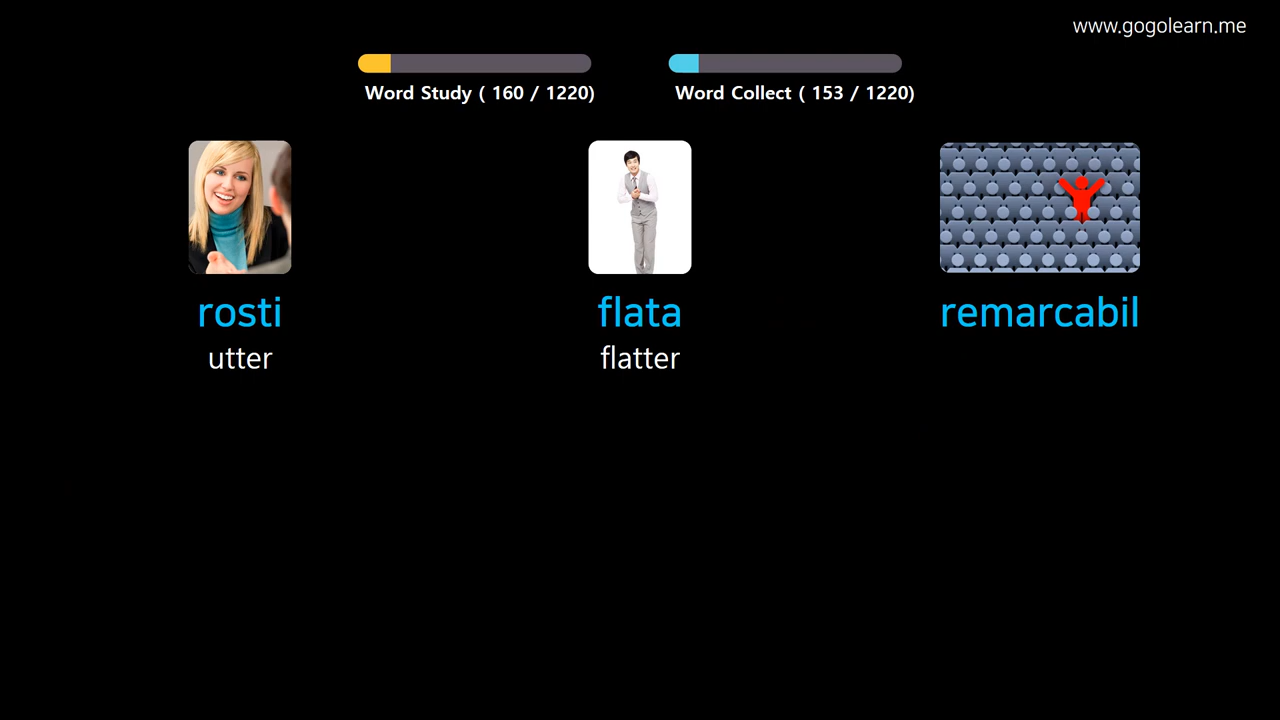 www.gogolearn.me
Word Study ( 160 / 1220)
Word Collect ( 153 / 1220)
rosti
utter
flata
flatter
remarcabil